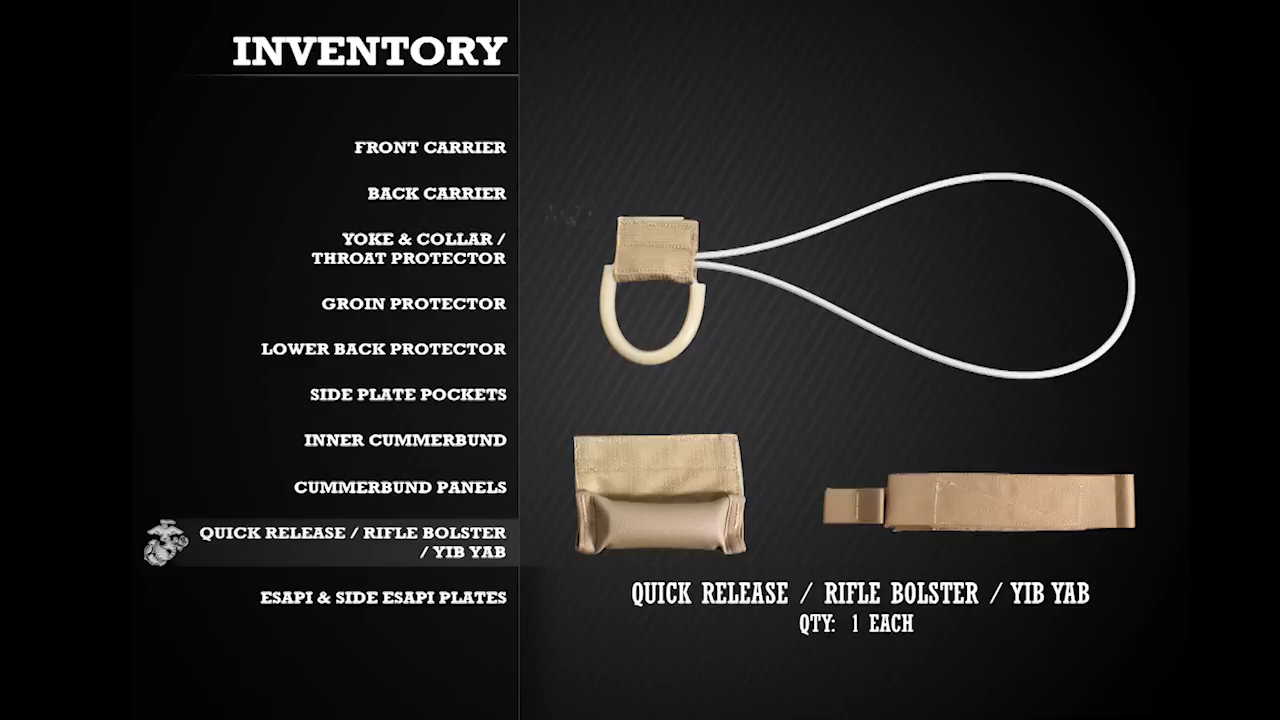 INVENTORY
FRONT CARRIER
BACK CARRIER
YOKE & COLLAR /
THROAT PROTECTOR
GROIN PROTECTOR
LOWER BACK PROTECTOR
SIDE PLATE POCKETS
INNER CUMMERBUND
CUMMERBUND PANELS
QUICK RELEASE / RIFLE BOLSTER
/ YIB YAB
ESAPI & SIDE ESAPI PLATES
QUICK RELEASE / RIFLE BOLSTER / YIB YAB
QTY: 1 EACH